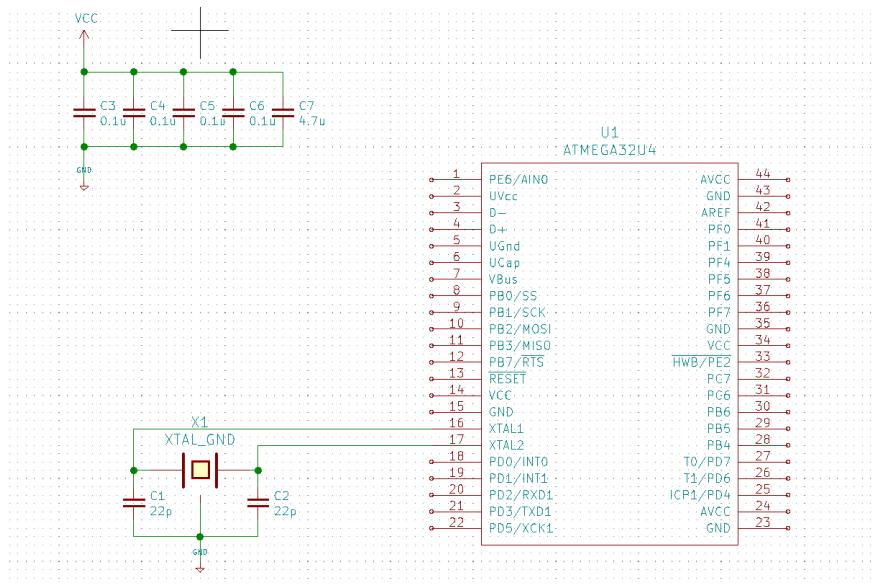 VCC
C3 C4 C5 C6 C7
0.1u 0.1u 0.1u 0.1u 4.7u
GND
U1
ATMEGA32U4
1 PE6/AIN0 AVCC 44
2 UVcc GND 43
3 D- AREF 42
4 D+ PF0 41
5 UGnd PF1 40
6 UCap PF4 39
7 VBus PF5 38
8 PB0/SS PF6 37
9 PB1/SCK PF7 36
10 PB2/MOSI GND 35
11 PB3/MISO VCC 34
12 PB7/RTS HWB/PE2 33
13 RESET PC7 32
14 VCC PC6 31
15 GND PB6 30
16 XTAL1 PB5 29
17 XTAL2 PB4 28
18 PD0/INT0 T0/PD7 27
19 PD1/INT1 T1/PD6 26
20 PD2/RXD1 ICP1/PD4 25
21 PD3/TXD1 AVCC 24
22 PD5/XCK1 GND 23
X1
XTAL_GND
C1 C2
22p 22p
GND